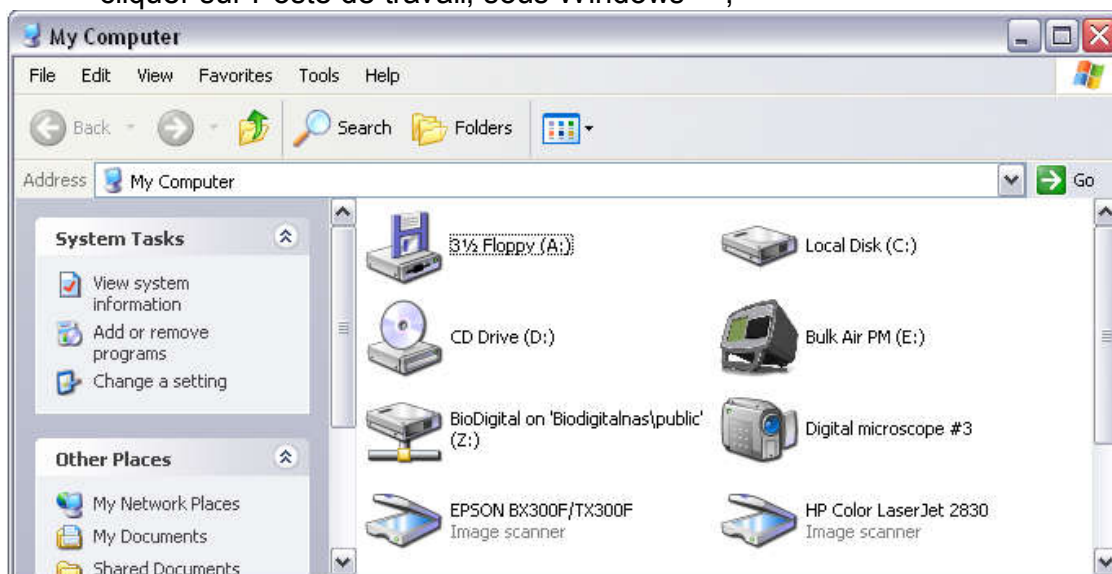 My Computer
File Edit View Favorites Tools Help
Back Search Folders
Address My Computer Go
System Tasks
View system
information
Add or remove
programs
Change a setting
Other Places
My Network Places
My Documents
Shared Documents
3½ Floppy (A:)
Local Disk (C:)
CD Drive (D:)
Bulk Air PM (E:)
BioDigital on 'Biodigitalnas\public'
(Z:)
Digital microscope #3
EPSON BX300F/TX300F
Image scanner
HP Color LaserJet 2830
Image scanner